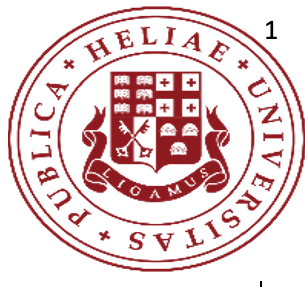 1
UNIVERSITAS + PUBLICA + HELIAE +
LIGAMUS